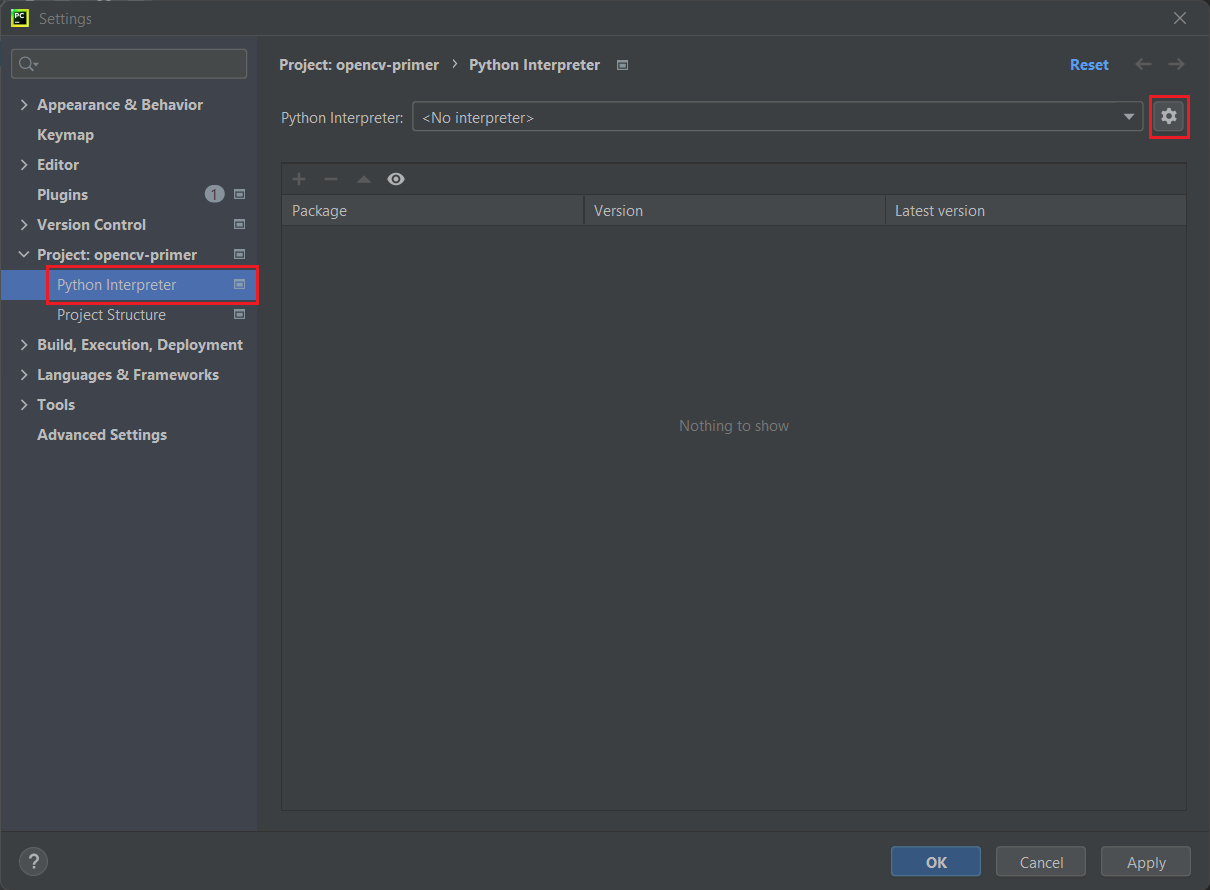 PC Settings
Project: opencv-primer › Python Interpreter Reset
Python Interpreter: <No interpreter>
Appearance & Behavior
Keymap
Editor
Plugins 1
Version Control
Project: opencv-primer
Python Interpreter
Project Structure
Build, Execution, Deployment
Languages & Frameworks
Tools
Advanced Settings
Package Version Latest version
Nothing to show
? OK Cancel Apply